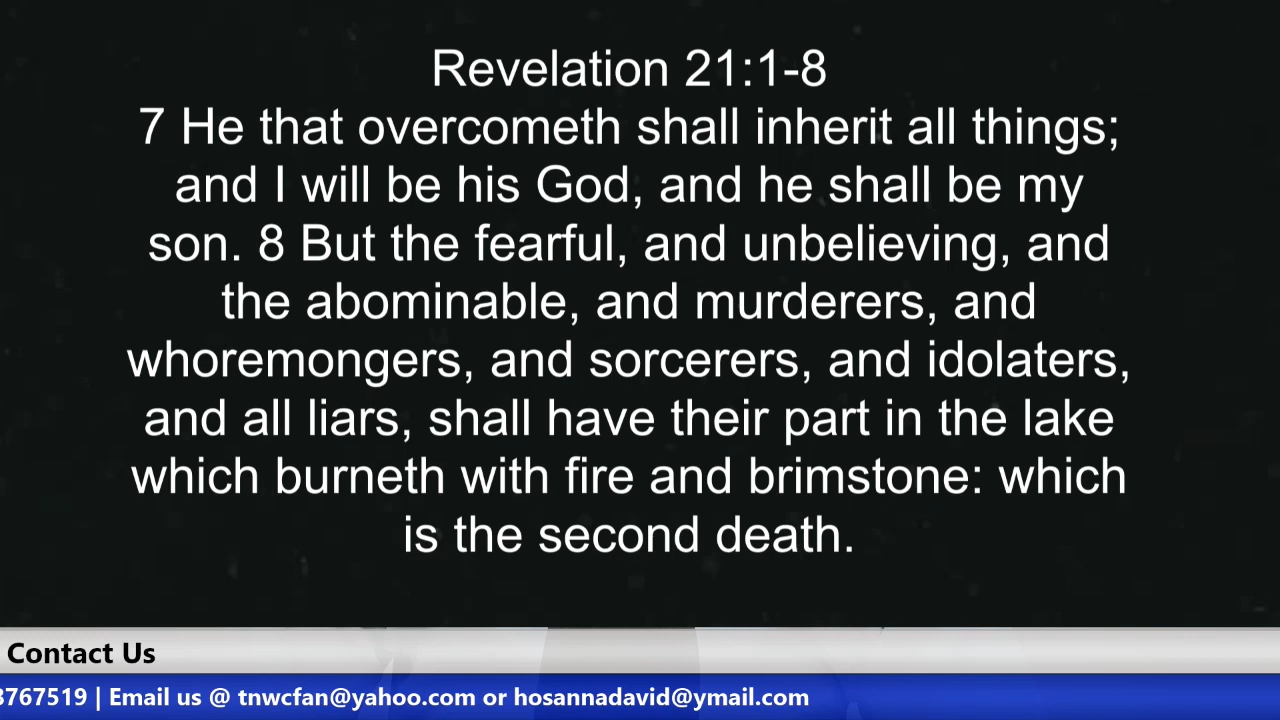 Revelation 21:1-8
7 He that overcometh shall inherit all things;
and I will be his God, and he shall be my
son. 8 But the fearful, and unbelieving, and
the abominable, and murderers, and
whoremongers, and sorcerers, and idolaters,
and all liars, shall have their part in the lake
which burneth with fire and brimstone: which
is the second death.
Contact Us
3767519 | Email us @ tnwcfan@yahoo.com or hosannadavid@ymail.com